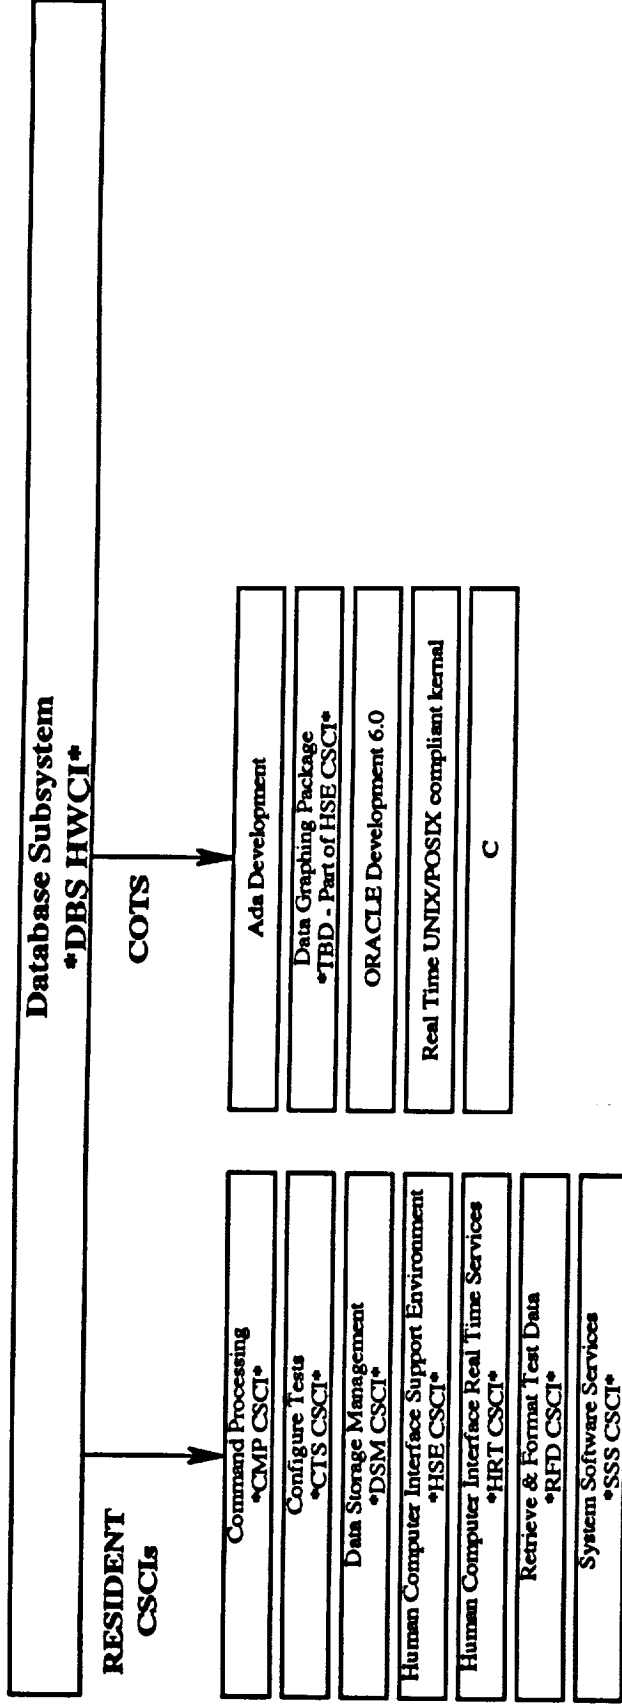 Database Subsystem
*DBS HWCI*
RESIDENT
CSCIs
Command Processing
*CMP CSCI*
Configure Tests
*CTS CSCI*
Data Storage Management
*DSM CSCI*
Human Computer Interface Support Environment
*HSE CSCI*
Human Computer Interface Real Time Services
*HRT CSCI*
Retrieve & Format Test Data
*RFD CSCI*
System Software Services
*SSS CSCI*
COTS
Ada Development
Data Graphing Package
*TBD - Part of HSE CSCI*
ORACLE Development 6.0
Real Time UNIX/POSIX compliant kernal
C